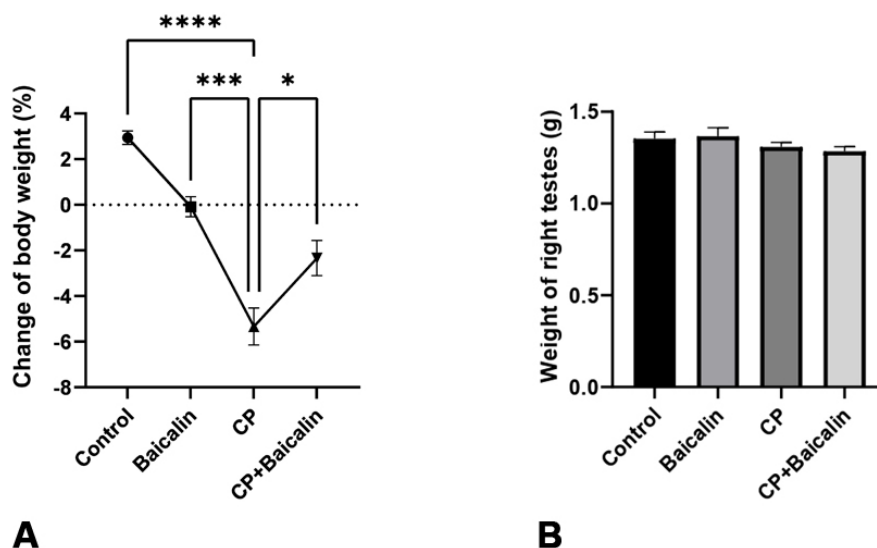 ****
***
*
Change of body weight (%)
4
2
0
-2
-4
-6
-8
Control
Baicalin
CP
CP+Baicalin
A
Weight of right testes (g)
1.5
1.0
0.5
0.0
Control
Baicalin
CP
CP+Baicalin
B